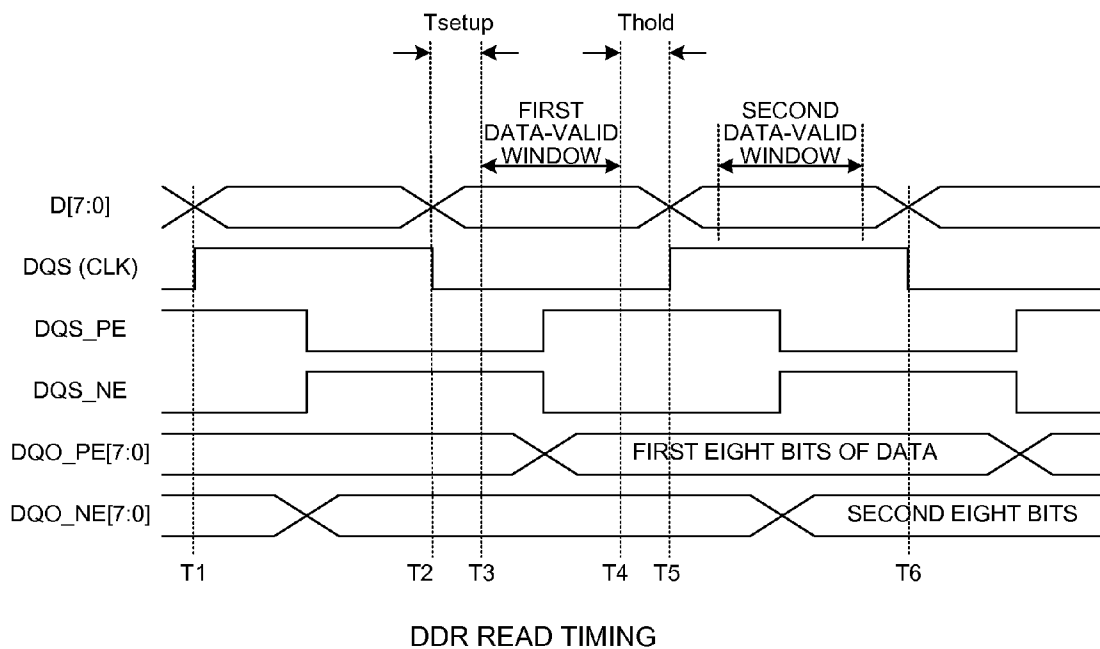 Tsetup
Thold
FIRST
DATA-VALID
WINDOW
SECOND
DATA-VALID
WINDOW
D[7:0]
DQS (CLK)
DQS_PE
DQS_NE
DQO_PE[7:0]
FIRST EIGHT BITS OF DATA
DQO_NE[7:0]
SECOND EIGHT BITS
T1
T2
T3
T4
T5
T6
DDR READ TIMING